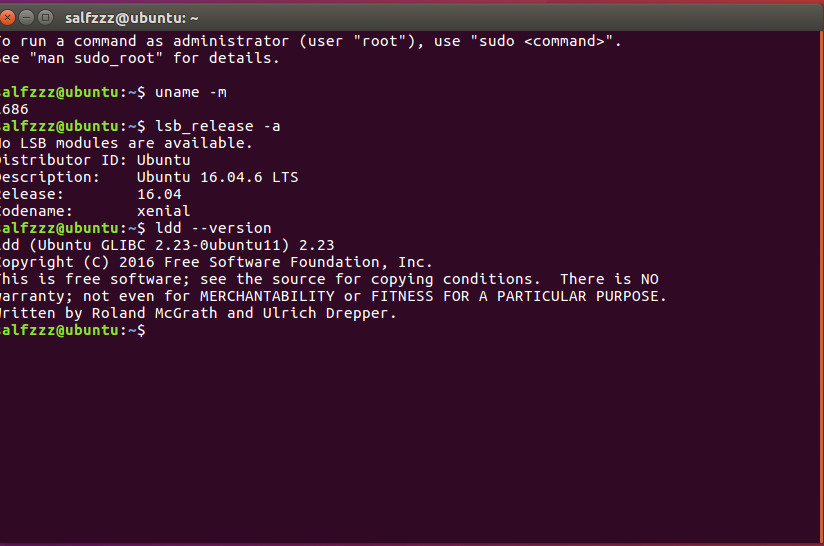 salfzzz@ubuntu: ~
To run a command as administrator (user "root"), use "sudo <command>".
See "man sudo_root" for details.
salfzzz@ubuntu:~$ uname -m
i686
salfzzz@ubuntu:~$ lsb_release -a
No LSB modules are available.
Distributor ID: Ubuntu
Description:    Ubuntu 16.04.6 LTS
Release:        16.04
Codename:       xenial
salfzzz@ubuntu:~$ ldd --version
ldd (Ubuntu GLIBC 2.23-0ubuntu11) 2.23
Copyright (C) 2016 Free Software Foundation, Inc.
This is free software; see the source for copying conditions.  There is NO
warranty; not even for MERCHANTABILITY or FITNESS FOR A PARTICULAR PURPOSE.
Written by Roland McGrath and Ulrich Drepper.
salfzzz@ubuntu:~$